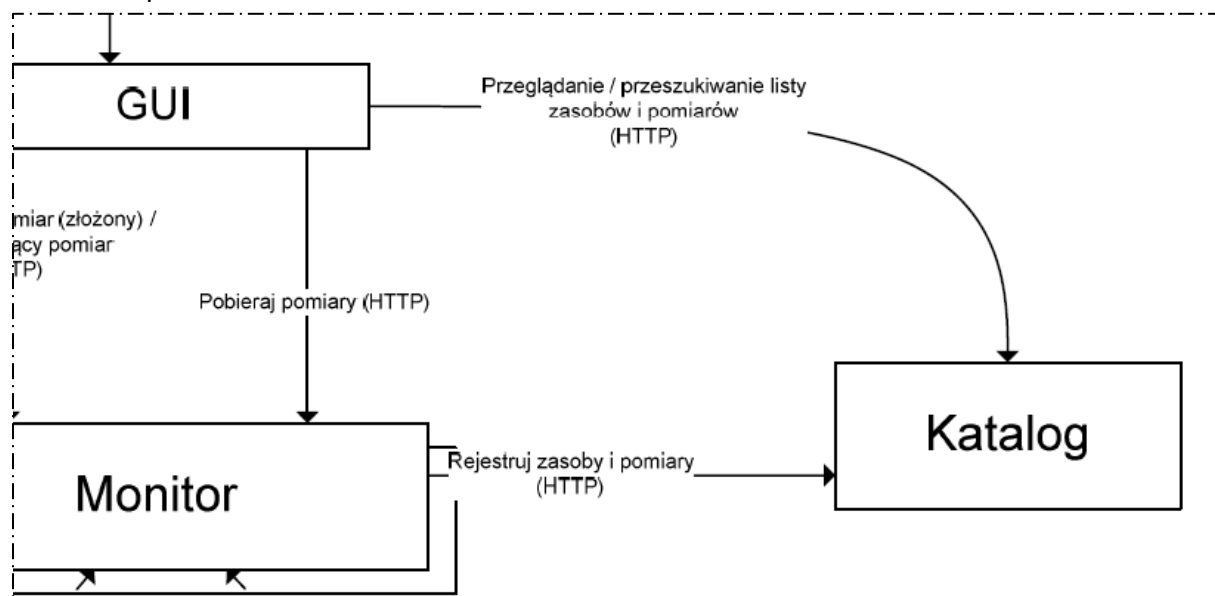 GUI
Przeglądanie / przeszukiwanie listy
zasobów i pomiarów
(HTTP)
miar (złożony) /
ący pomiar
TP)
Pobieraj pomiary (HTTP)
Katalog
Rejestruj zasoby i pomiary
(HTTP)
Monitor